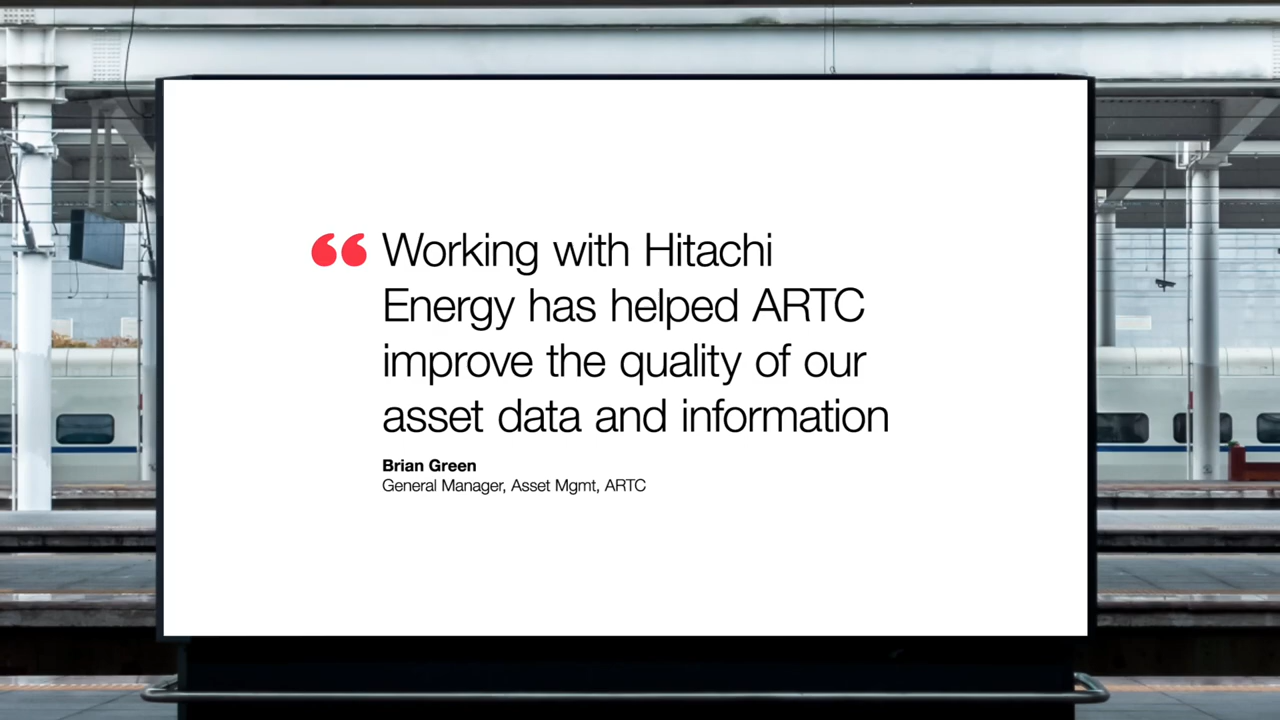 “Working with Hitachi
Energy has helped ARTC
improve the quality of our
asset data and information
Brian Green
General Manager, Asset Mgmt, ARTC